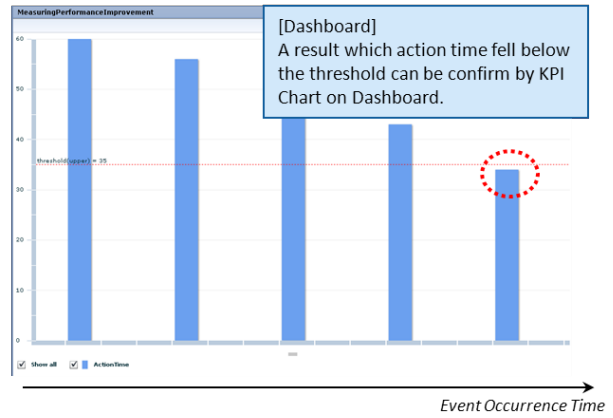 MeasuringPerformanceImprovement
[Dashboard]
A result which action time fell below
the threshold can be confirm by KPI
Chart on Dashboard.
60
50
40
threshold(upper) = 35
30
20
10
0
Show all
ActionTime
Event Occurrence Time